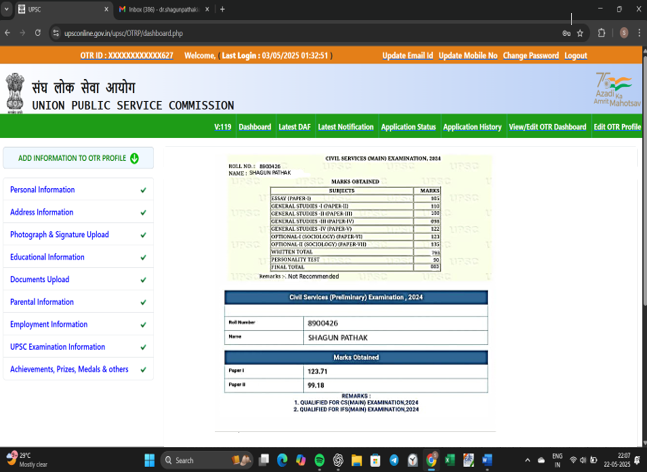 UPSC
Inbox (386) - dr.shagunpathak
upsconline.gov.in/upsc/OTRP/dashboard.php
OTR ID : XXXXXXXXXXXXX627 Welcome, ( Last Login : 03/05/2025 01:32:51 )
Update Email Id Update Mobile No Change Password Logout
संघ लोक सेवा आयोग
UNION PUBLIC SERVICE COMMISSION
Azadi Ka
Amrit Mahotsav
V:119 Dashboard Latest DAF Latest Notification Application Status Application History View/Edit OTR Dashboard Edit OTR Profile
ADD INFORMATION TO OTR PROFILE
Personal Information
Address Information
Photograph & Signature Upload
Educational Information
Documents Upload
Parental Information
Employment Information
UPSC Examination Information
Achievements, Prizes, Medals & others
CIVIL SERVICES (MAIN) EXAMINATION, 2024
ROLL NO. : 8900426
NAME : SHAGUN PATHAK
MARKS OBTAINED
SUBJECTS MARKS
ESSAY (PAPER-I)
GENERAL STUDIES -I (PAPER-II) 110
GENERAL STUDIES -II (PAPER-III) 100
GENERAL STUDIES -III (PAPER-IV) 098
GENERAL STUDIES -IV (PAPER-V) 122
OPTIONAL-I (SOCIOLOGY) (PAPER-VI) 123
OPTIONAL-II (SOCIOLOGY) (PAPER-VII) 135
WRITTEN TOTAL 793
PERSONALITY TEST 90
FINAL TOTAL 883
Remarks :- Not Recommended
Civil Services (Preliminary) Examination , 2024
Roll Number 8900426
Name SHAGUN PATHAK
Marks Obtained
Paper I 123.71
Paper II 99.18
REMARKS :
1. QUALIFIED FOR CS(MAIN) EXAMINATION,2024
2. QUALIFIED FOR IFS(MAIN) EXAMINATION,2024
29°C
Mostly clear
Search
ENG
IN
22:07
22-05-2025